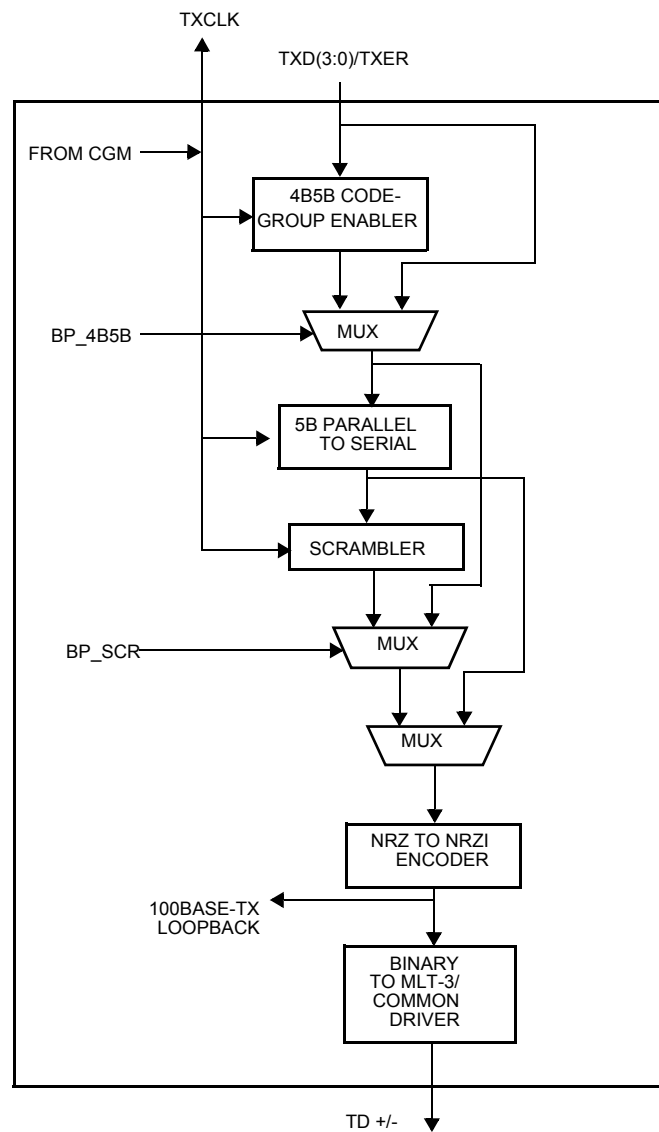 TXCLK
TXD(3:0)/TXER
FROM CGM
4B5B CODE-
GROUP ENABLER
BP_4B5B
MUX
5B PARALLEL
TO SERIAL
SCRAMBLER
BP_SCR
MUX
MUX
NRZ TO NRZI
ENCODER
100BASE-TX
LOOPBACK
BINARY
TO MLT-3/
COMMON
DRIVER
TD +/-